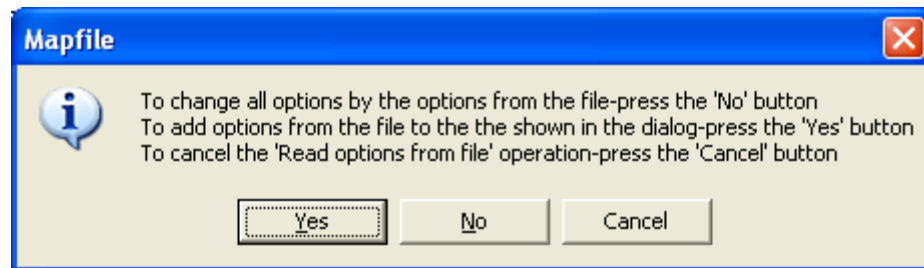 Mapfile
To change all options by the options from the file-press the 'No' button
To add options from the file to the the shown in the dialog-press the 'Yes' button
To cancel the 'Read options from file' operation-press the 'Cancel' button
Yes No Cancel